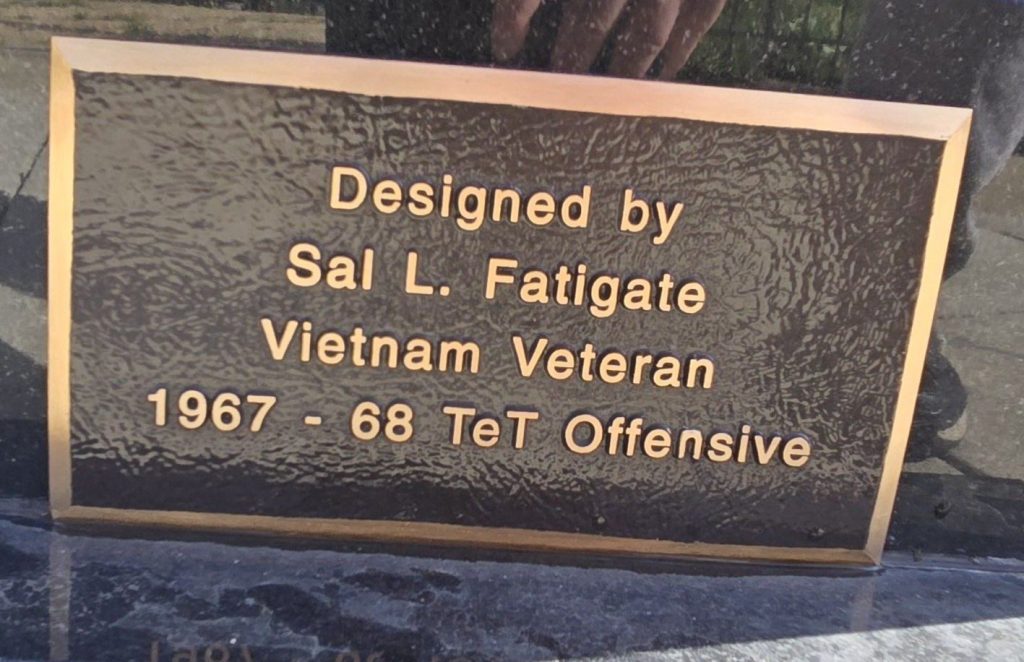 Designed by
Sal L. Fatigate
Vietnam Veteran
1967 - 68 TeT Offensive